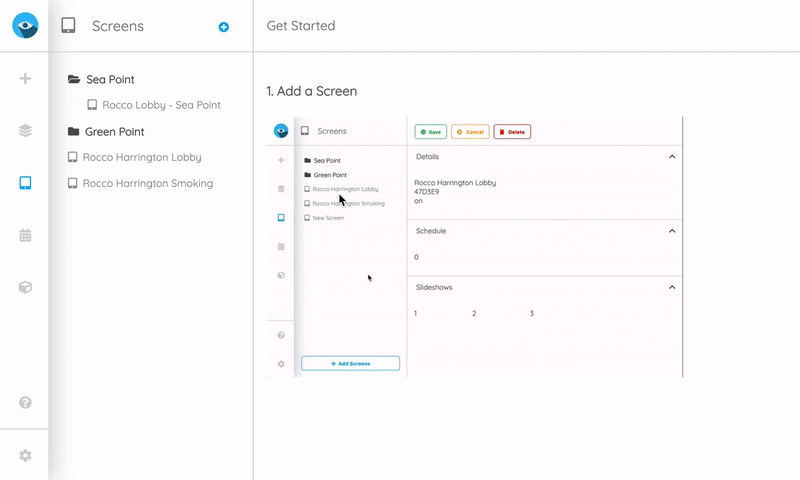 Screens
Sea Point
Rocco Lobby - Sea Point
Green Point
Rocco Harrington Lobby
Rocco Harrington Smoking
Get Started
1. Add a Screen
Screens
Sea Point
Green Point
Rocco Harrington Lobby
Rocco Harrington Smoking
New Screen
+ Add Screens
Save Cancel Delete
Details
Rocco Harrington Lobby
47D3E9
on
Schedule
0
Slideshows
1 2 3